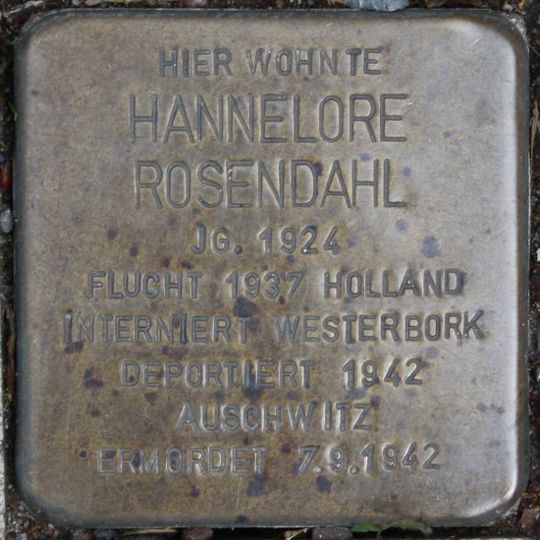 HIER WOHNTE
HANNELORE
ROSENDAHL
JG. 1924
FLUCHT 1937 HOLLAND
INTERNIERT WESTERBORK
DEPORTIERT 1942
AUSCHWITZ
ERMORDET 7.9.1942